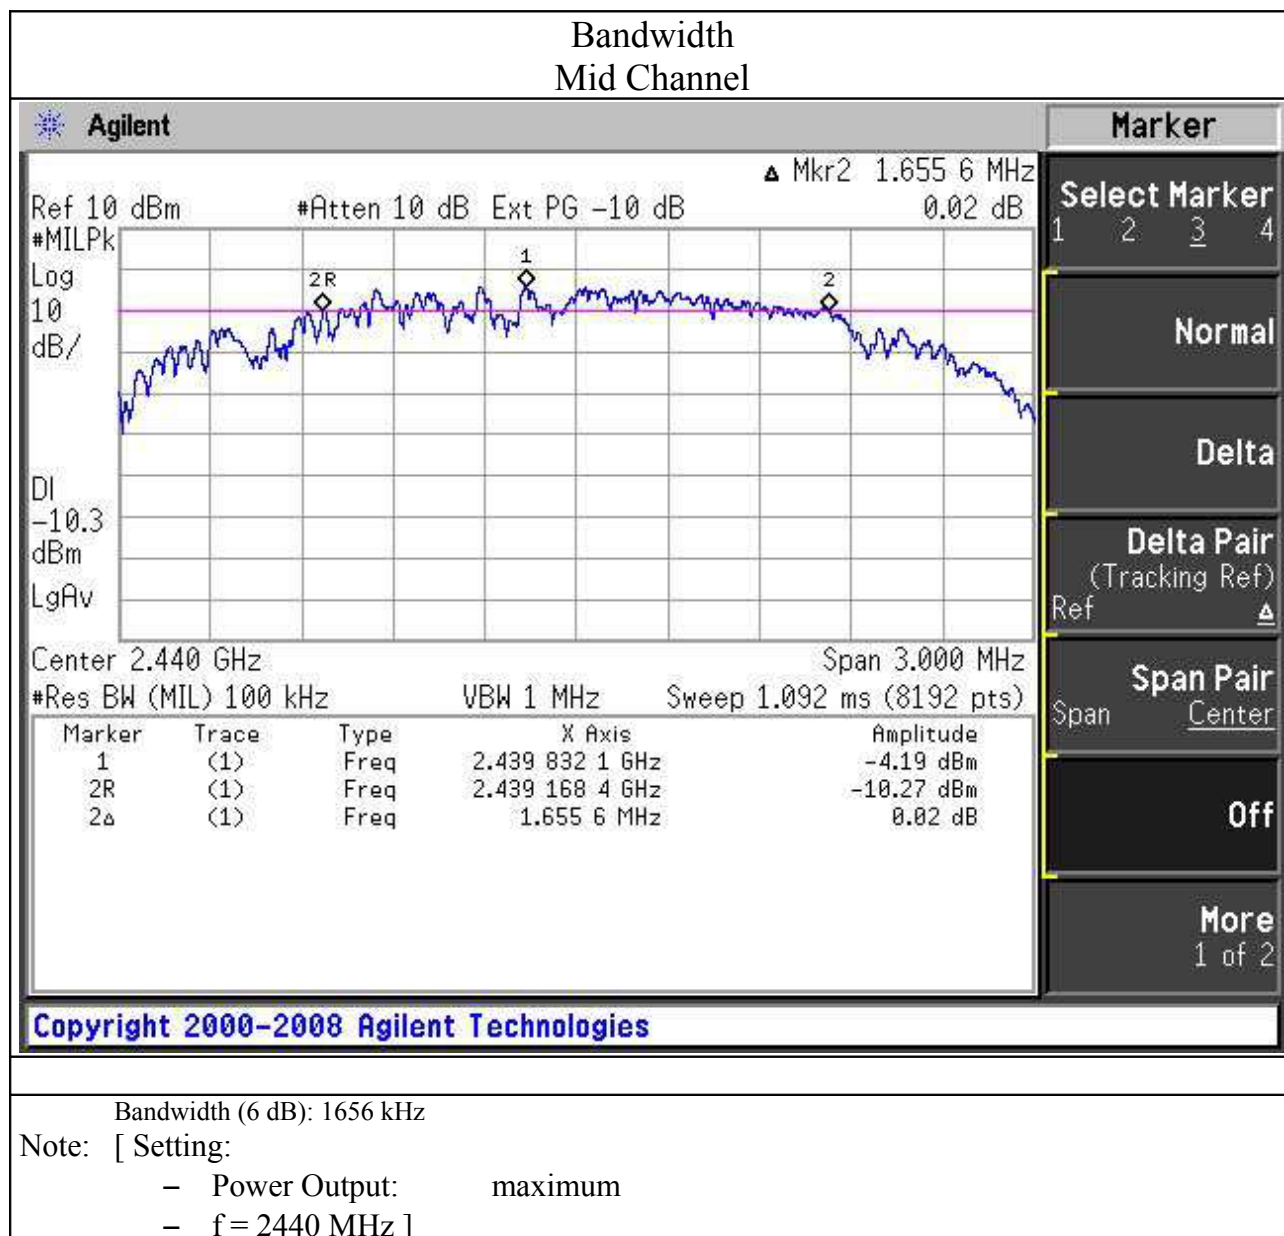 Bandwidth
Mid Channel
Agilent
Marker
Δ Mkr2 1.655 6 MHz
Ref 10 dBm #Atten 10 dB Ext PG -10 dB 0.02 dB
#MILPk
Log
10
dB/
DI
-10.3
dBm
LgAv
2R
1
2
Center 2.440 GHz Span 3.000 MHz
#Res BW (MIL) 100 kHz VBW 1 MHz Sweep 1.092 ms (8192 pts)
Marker Trace Type X Axis Amplitude
1 (1) Freq 2.439 832 1 GHz -4.19 dBm
2R (1) Freq 2.439 168 4 GHz -10.27 dBm
2Δ (1) Freq 1.655 6 MHz 0.02 dB
Select Marker
1 2 3 4
Normal
Delta
Delta Pair
(Tracking Ref)
Ref Δ
Span Pair
Span Center
Off
More
1 of 2
Copyright 2000-2008 Agilent Technologies
Bandwidth (6 dB): 1656 kHz
Note: [ Setting:
– Power Output: maximum
– f = 2440 MHz ]